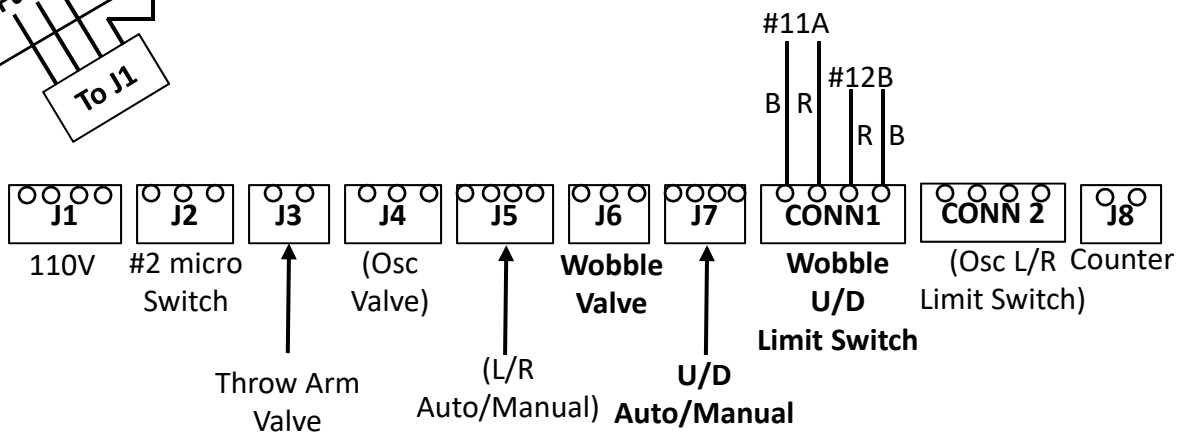 To J1
#11A
#12B
B R
R B
J1 J2 J3 J4 J5 J6 J7 CONN1 CONN 2 J8
110V
#2 micro
Switch
Throw Arm
Valve
(Osc
Valve)
(L/R
Auto/Manual)
Wobble
Valve
U/D
Auto/Manual
Wobble
U/D
Limit Switch
(Osc L/R
Limit Switch)
Counter